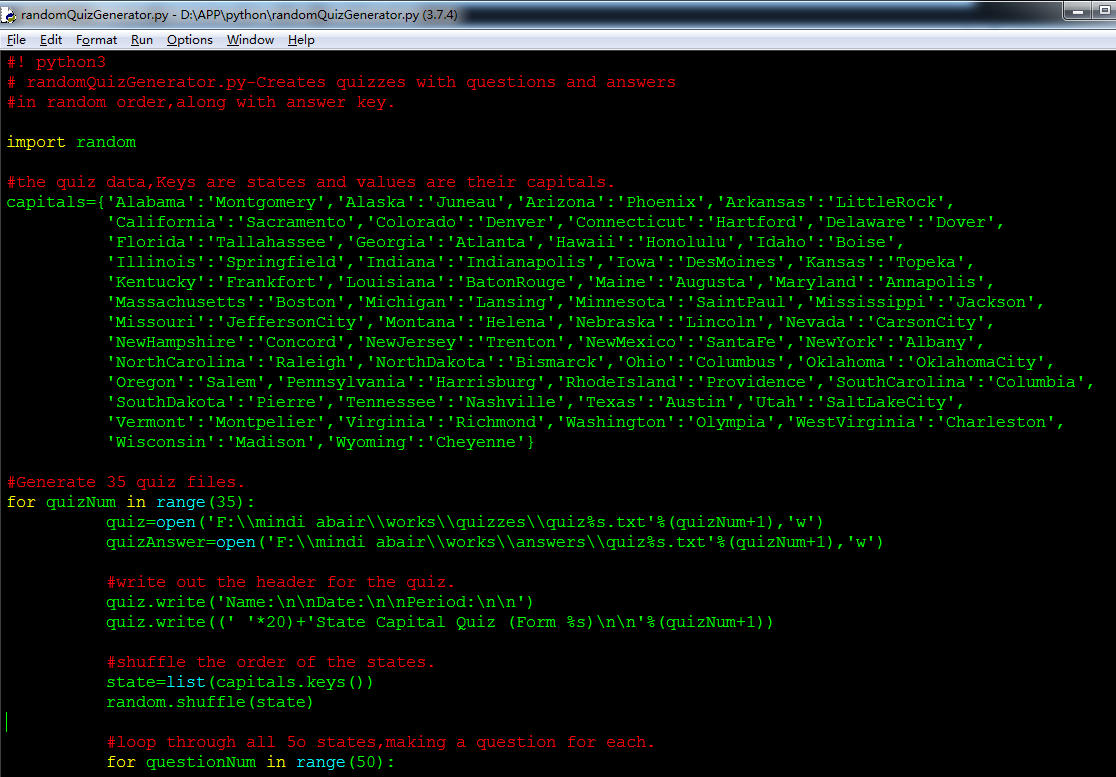 randomQuizGenerator.py - D:\APP\python\randomQuizGenerator.py (3.7.4)
File Edit Format Run Options Window Help
#! python3
# randomQuizGenerator.py-Creates quizzes with questions and answers
#in random order,along with answer key.
import random
#the quiz data,Keys are states and values are their capitals.
capitals={'Alabama':'Montgomery','Alaska':'Juneau','Arizona':'Phoenix','Arkansas':'LittleRock',
'California':'Sacramento','Colorado':'Denver','Connecticut':'Hartford','Delaware':'Dover',
'Florida':'Tallahassee','Georgia':'Atlanta','Hawaii':'Honolulu','Idaho':'Boise',
'Illinois':'Springfield','Indiana':'Indianapolis','Iowa':'DesMoines','Kansas':'Topeka',
'Kentucky':'Frankfort','Louisiana':'BatonRouge','Maine':'Augusta','Maryland':'Annapolis',
'Massachusetts':'Boston','Michigan':'Lansing','Minnesota':'SaintPaul','Mississippi':'Jackson',
'Missouri':'JeffersonCity','Montana':'Helena','Nebraska':'Lincoln','Nevada':'CarsonCity',
'NewHampshire':'Concord','NewJersey':'Trenton','NewMexico':'SantaFe','NewYork':'Albany',
'NorthCarolina':'Raleigh','NorthDakota':'Bismarck','Ohio':'Columbus','Oklahoma':'OklahomaCity',
'Oregon':'Salem','Pennsylvania':'Harrisburg','RhodeIsland':'Providence','SouthCarolina':'Columbia',
'SouthDakota':'Pierre','Tennessee':'Nashville','Texas':'Austin','Utah':'SaltLakeCity',
'Vermont':'Montpelier','Virginia':'Richmond','Washington':'Olympia','WestVirginia':'Charleston',
'Wisconsin':'Madison','Wyoming':'Cheyenne'}
#Generate 35 quiz files.
for quizNum in range(35):
quiz=open('F:\\mindi abair\\works\\quizzes\\quiz%s.txt'%(quizNum+1),'w')
quizAnswer=open('F:\\mindi abair\\works\\answers\\quiz%s.txt'%(quizNum+1),'w')
#write out the header for the quiz.
quiz.write('Name:\n\nDate:\n\nPeriod:\n\n')
quiz.write((' '*20)+'State Capital Quiz (Form %s)\n\n'%(quizNum+1))
#shuffle the order of the states.
state=list(capitals.keys())
random.shuffle(state)
#loop through all 5o states,making a question for each.
for questionNum in range(50):